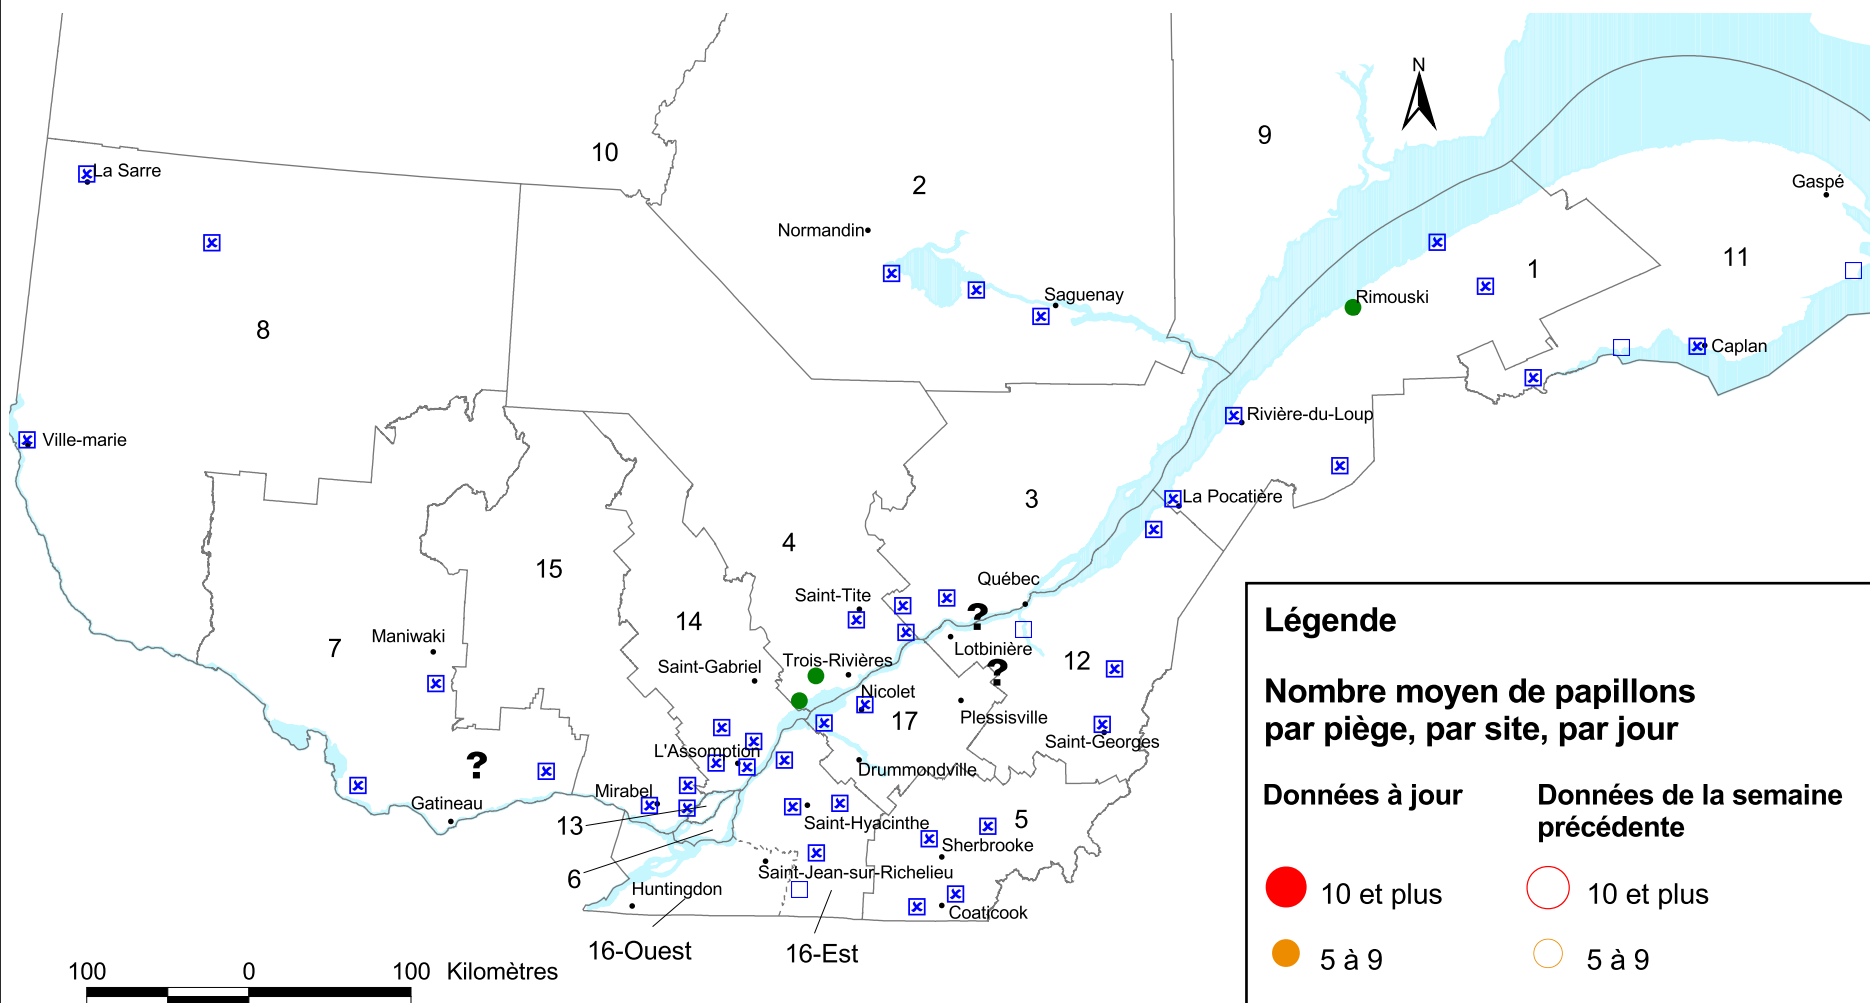 N
9
10
La Sarre
2
Gaspé
Normandin
11
1
Saguenay
Rimouski
8
Caplan
Rivière-du-Loup
Ville-marie
3
La Pocatière
4
15
Québec
Saint-Tite
?
14
7
Maniwaki
Lotbinière
12
Saint-Gabriel
Trois-Rivières
?
Nicolet
17
Plessisville
Saint-Georges
L'Assomption
?
Drummondville
Mirabel
Gatineau
13
Saint-Hyacinthe
5
Sherbrooke
6
Saint-Jean-sur-Richelieu
Huntingdon
Coaticook
16-Ouest
16-Est
100 0 100 Kilomètres
Légende
Nombre moyen de papillons
par piège, par site, par jour
Données à jour
Données de la semaine
précédente
10 et plus
10 et plus
5 à 9
5 à 9